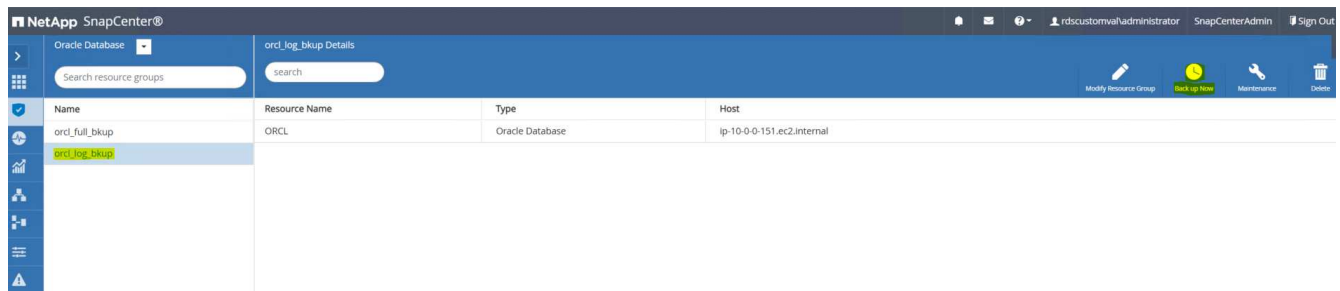 NetApp SnapCenter®
rdscustomval\administrator SnapCenterAdmin Sign Out
Oracle Database
orcl_log_bkup Details
Search resource groups
search
Modify Resource Group Back up Now Maintenance Delete
Name
Resource Name Type Host
orcl_full_bkup
ORCL Oracle Database ip-10-0-0-151.ec2.internal
orcl_log_bkup